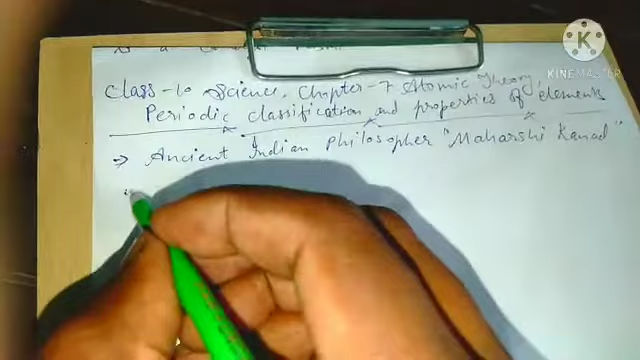 Class-10 Science, Chapter-7 Atomic Theory,
Periodic classification and properties of elements
→ Ancient Indian Philosopher "Maharshi Kanad"
K
KINEMASTER